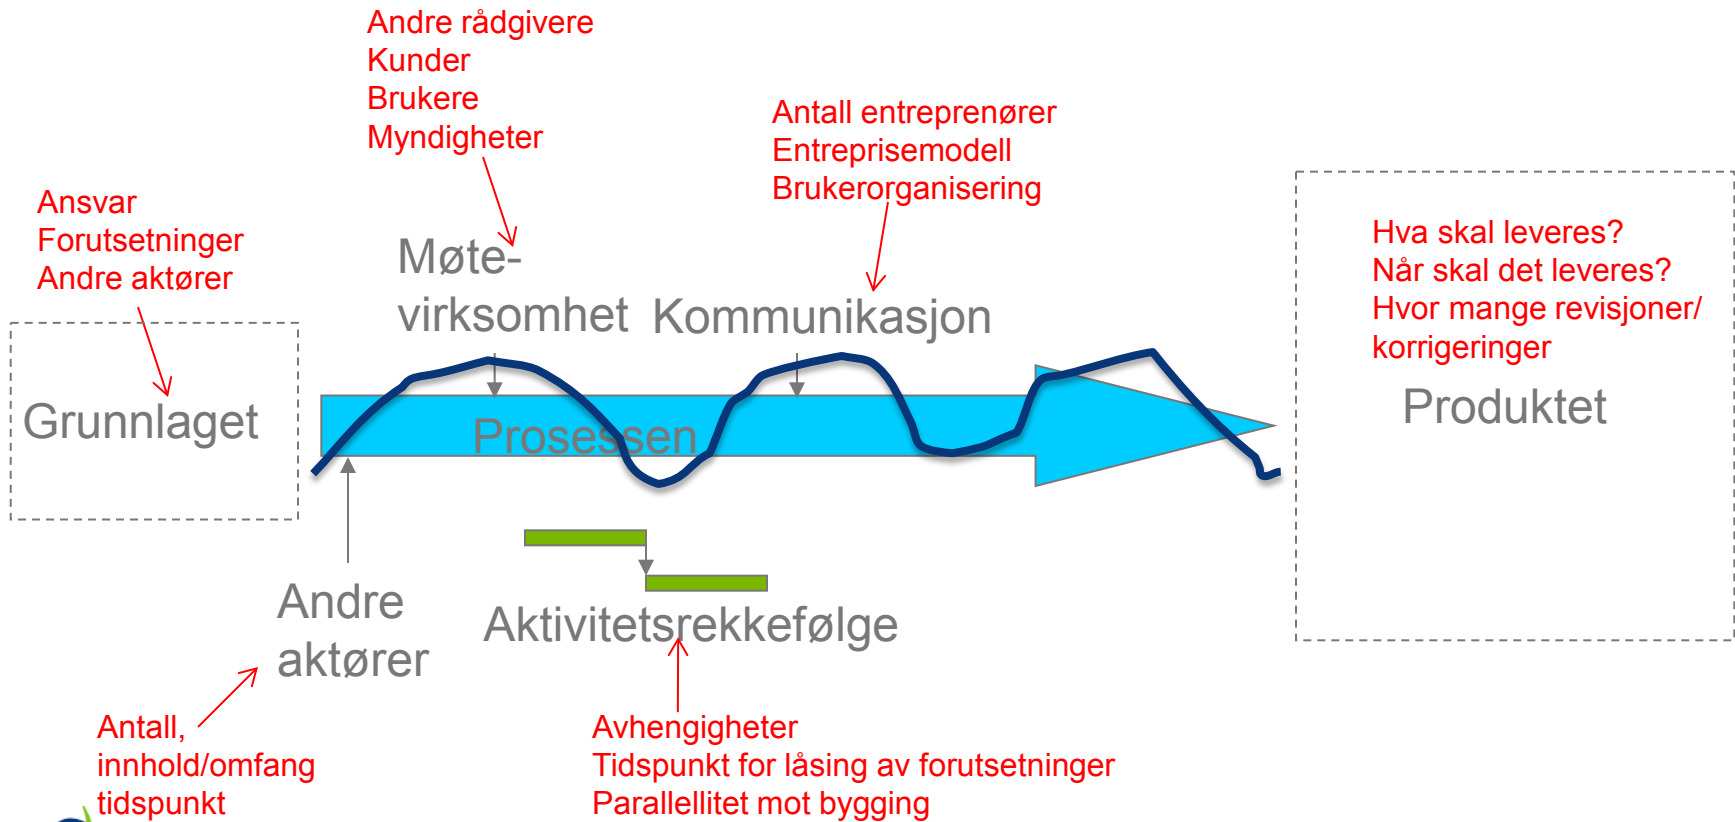 Andre rådgivere
Kunder
Brukere
Myndigheter
Antall entreprenører
Entreprisemodell
Brukerorganisering
Ansvar
Forutsetninger
Andre aktører
Hva skal leveres?
Når skal det leveres?
Hvor mange revisjoner/
korrigeringer
Møte-
virksomhet
Kommunikasjon
Grunnlaget
Prosessen
Produktet
Andre
aktører
Aktivitetsrekkefølge
Antall,
innhold/omfang
tidspunkt
Avhengigheter
Tidspunkt for låsing av forutsetninger
Parallellitet mot bygging